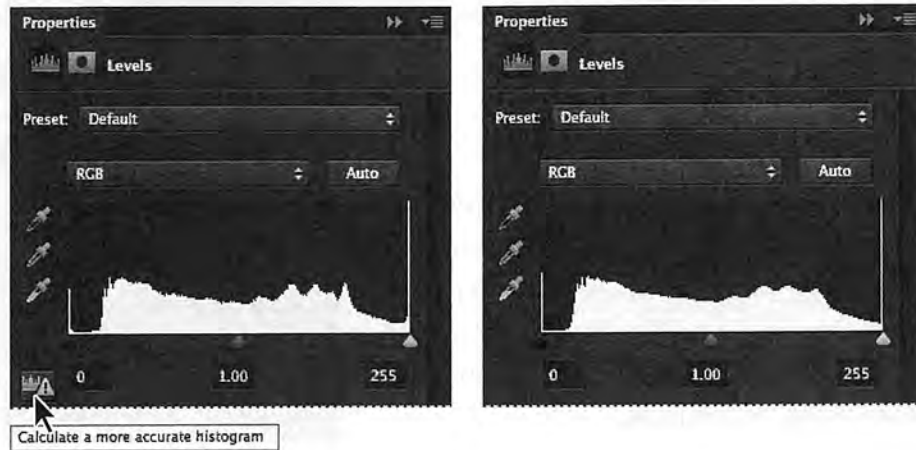 Properties
Levels
Preset: Default
RGB Auto
0 1.00 255
Calculate a more accurate histogram
Properties
Levels
Preset: Default
RGB Auto
0 1.00 255